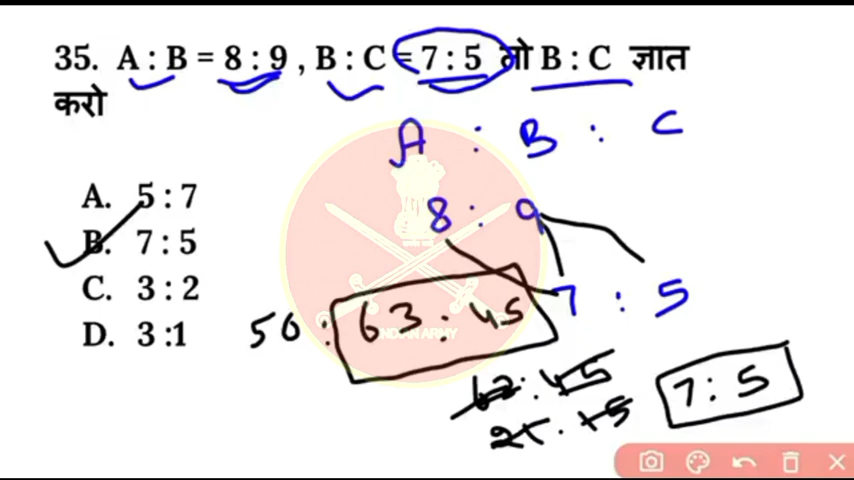 35. A : B = 8 : 9 , B : C = 7 : 5 तो B : C ज्ञात
करो
A : B : C
A. 5 : 7
8 : 9
B. 7 : 5
C. 3 : 2
7 : 5
50 : 63 : 45
INDIAN ARMY
D. 3 :1
63 : 45
7 : 5
21 . 15